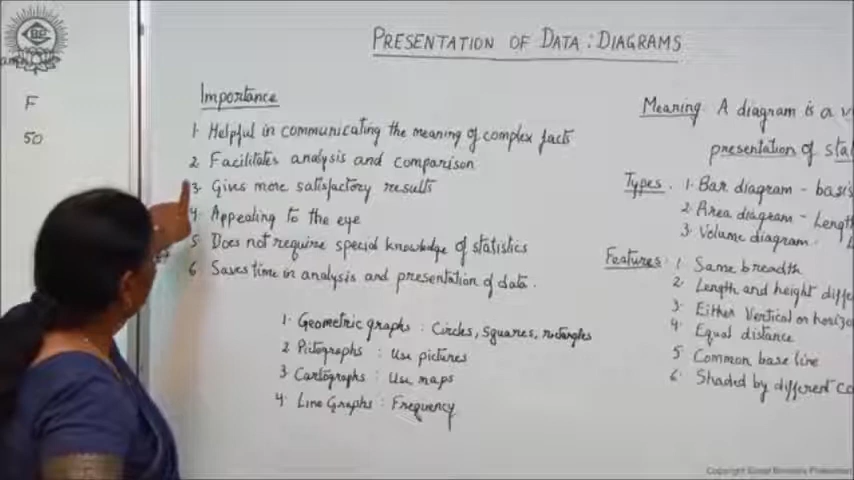 PRESENTATION OF DATA : DIAGRAMS
F
50
Importance
1. Helpful in communicating the meaning of complex facts
2. Facilitates analysis and comparison
3. Gives more satisfactory results
4. Appealing to the eye
5. Does not require special knowledge of statistics
6. Saves time in analysis and presentation of data.
1. Geometric graphs : Circles, squares, rectangles
2. Pictographs : Use pictures
3. Cartographs : Use maps
4. Line Graphs : Frequency
Meaning. A diagram is a v
presentation of stat
Types. 1. Bar diagram - basis
2. Area diagram - Length
3. Volume diagram.
Features. 1. Same breadth
2. Length and height diffe
3. Either Vertical or horizo
4. Equal distance
5. Common base line
6. Shaded by different co